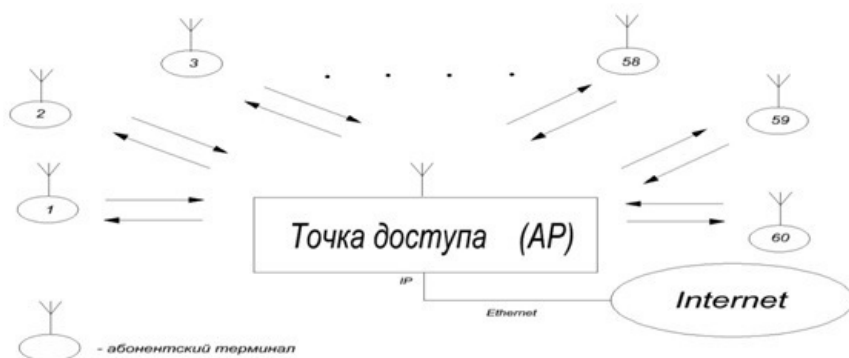 3
58
2
59
1
60
Точка доступа (AP)
IP
Ethernet
Internet
- абонентский терминал